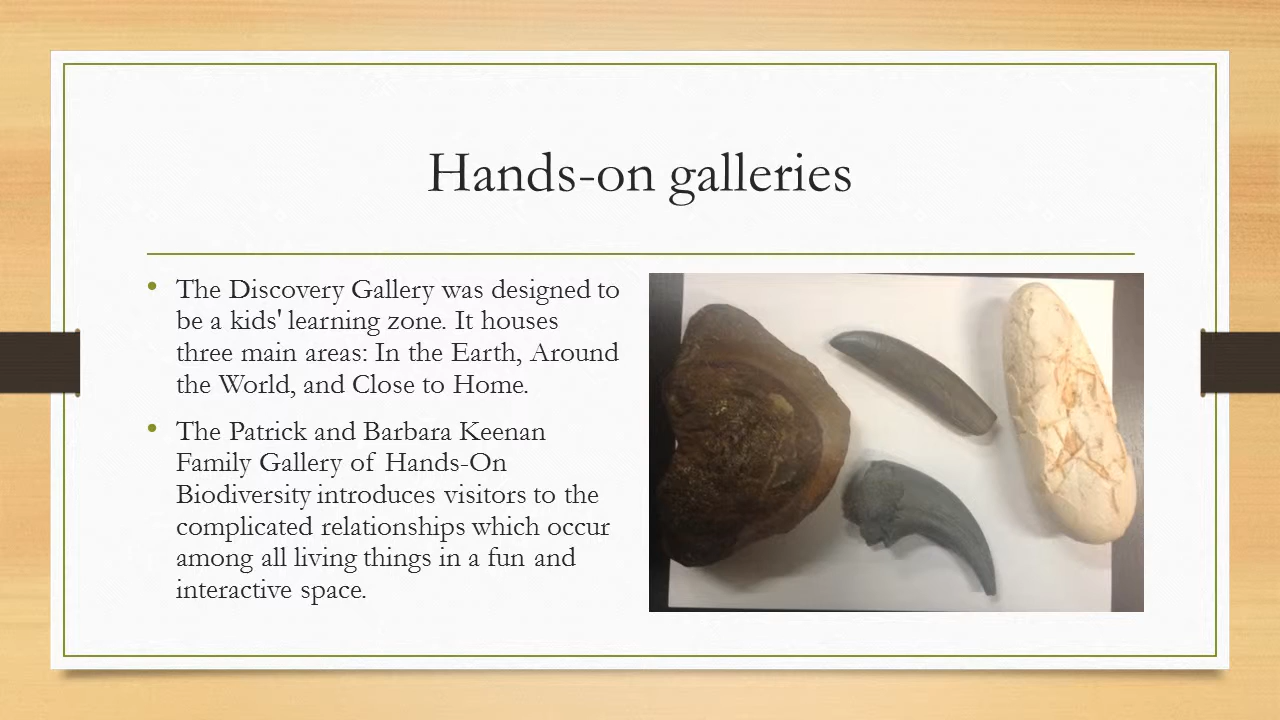 Hands-on galleries
• The Discovery Gallery was designed to
be a kids' learning zone. It houses
three main areas: In the Earth, Around
the World, and Close to Home.
• The Patrick and Barbara Keenan
Family Gallery of Hands-On
Biodiversity introduces visitors to the
complicated relationships which occur
among all living things in a fun and
interactive space.